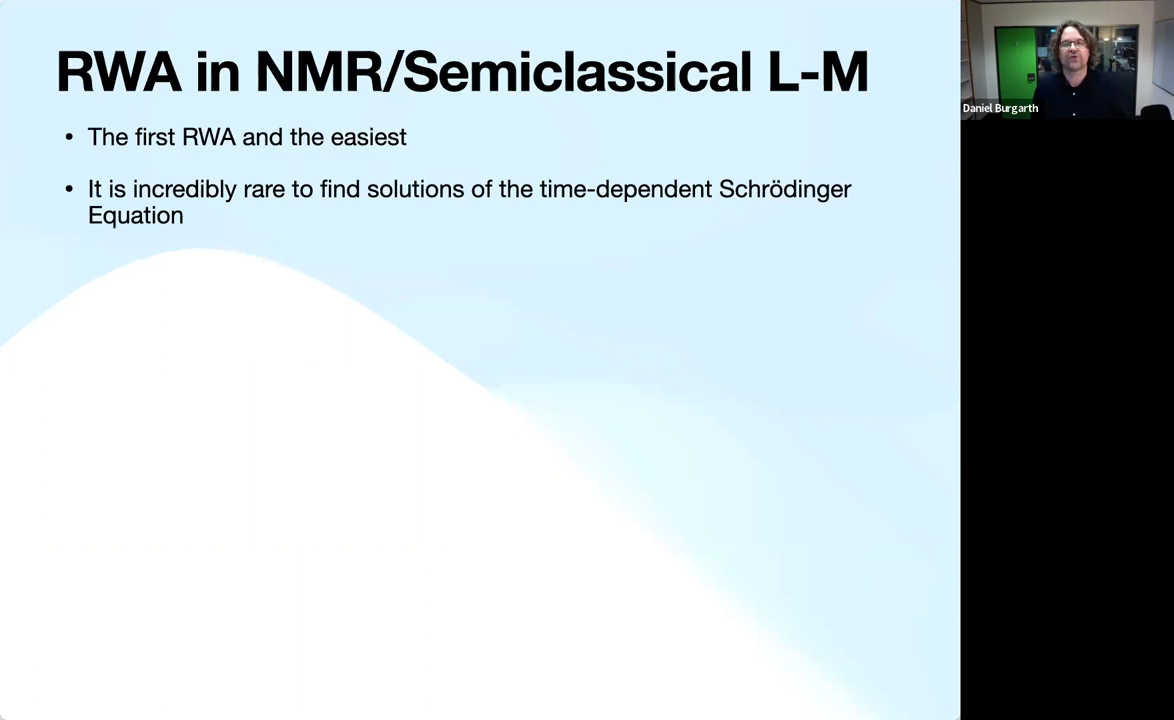 RWA in NMR/Semiclassical L-M
• The first RWA and the easiest
• It is incredibly rare to find solutions of the time-dependent Schrödinger
Equation
Daniel Burgarth